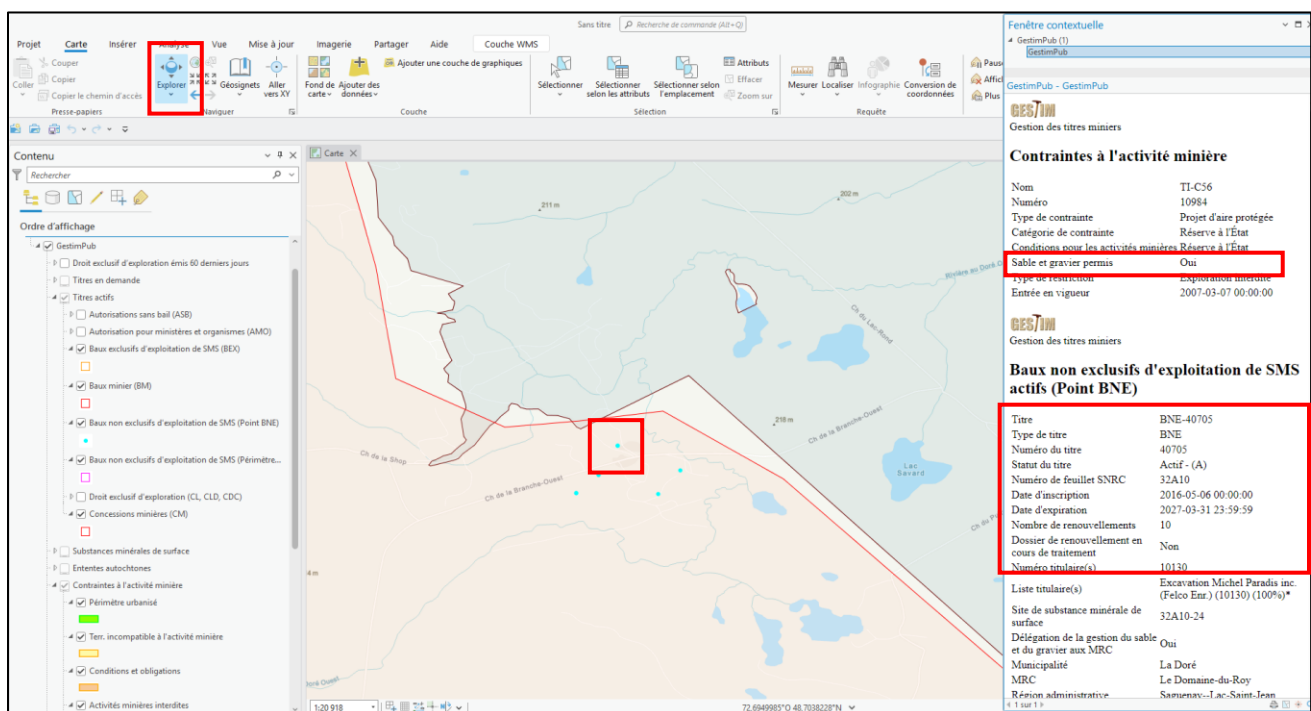 Sans titre
Recherche de commande (Alt+Q)
Projet Carte Insérer Analyse Vue Mise à jour Imagerie Partager Aide Couche WMS
Coller
Couper
Copier
Copier le chemin d'accès
Presse-papiers
Explorer
Géosignets
Aller vers XY
Naviguer
Fond de carte
Ajouter des données
Ajouter une couche de graphiques
Couche
Sélectionner
Sélectionner selon les attributs
Sélectionner selon l'emplacement
Attributs
Effacer
Zoom sur
Sélection
Mesurer
Localiser
Infographie
Conversion de coordonnées
Requête
Paus
Affic
Plus
Contenu
Rechercher
Ordre d'affichage
GestimPub
Droit exclusif d'exploration émis 60 derniers jours
Titres en demande
Titres actifs
Autorisations sans bail (ASB)
Autorisation pour ministères et organismes (AMO)
Baux exclusifs d'exploitation de SMS (BEX)
Baux minier (BM)
Baux non exclusifs d'exploitation de SMS (Point BNE)
Baux non exclusifs d'exploitation de SMS (Périmètre...
Droit exclusif d'exploration (CL, CLD, CDC)
Concessions minières (CM)
Substances minérales de surface
Ententes autochtones
Contraintes à l'activité minière
Périmètre urbanisé
Terr. incompatible à l'activité minière
Conditions et obligations
Activités minières interdites
Carte
211 m
202 m
Rivière au Doré
Ch du Lac-Rond
218 m
Ch de la Branche-Ouest
Lac Savard
Ch de la Shop
Ch de la Branche-Ouest
4 m
1:20 918
72.6949985°O 48.7038228°N
Fenêtre contextuelle
GestimPub (1)
GestimPub
GestimPub - GestimPub
GESTIM
Gestion des titres miniers
Contraintes à l'activité minière
Nom TI-C56
Numéro 10984
Type de contrainte Projet d'aire protégée
Catégorie de contrainte Réserve à l'État
Conditions pour les activités minières Réserve à l'État
Sable et gravier permis Oui
Type de restriction Exploration interdite
Entrée en vigueur 2007-03-07 00:00:00
GESTIM
Gestion des titres miniers
Baux non exclusifs d'exploitation de SMS
actifs (Point BNE)
Titre BNE-40705
Type de titre BNE
Numéro du titre 40705
Statut du titre Actif - (A)
Numéro de feuillet SNRC 32A10
Date d'inscription 2016-05-06 00:00:00
Date d'expiration 2027-03-31 23:59:59
Nombre de renouvellements 10
Dossier de renouvellement en cours de traitement Non
Numéro titulaire(s) 10130
Liste titulaire(s) Excavation Michel Paradis inc. (Felco Enr.) (10130) (100%)*
Site de substance minérale de surface 32A10-24
Délégation de la gestion du sable et du gravier aux MRC Oui
Municipalité La Doré
MRC Le Domaine-du-Roy
Région administrative Saguenay--Lac-Saint-Jean
1 sur 1